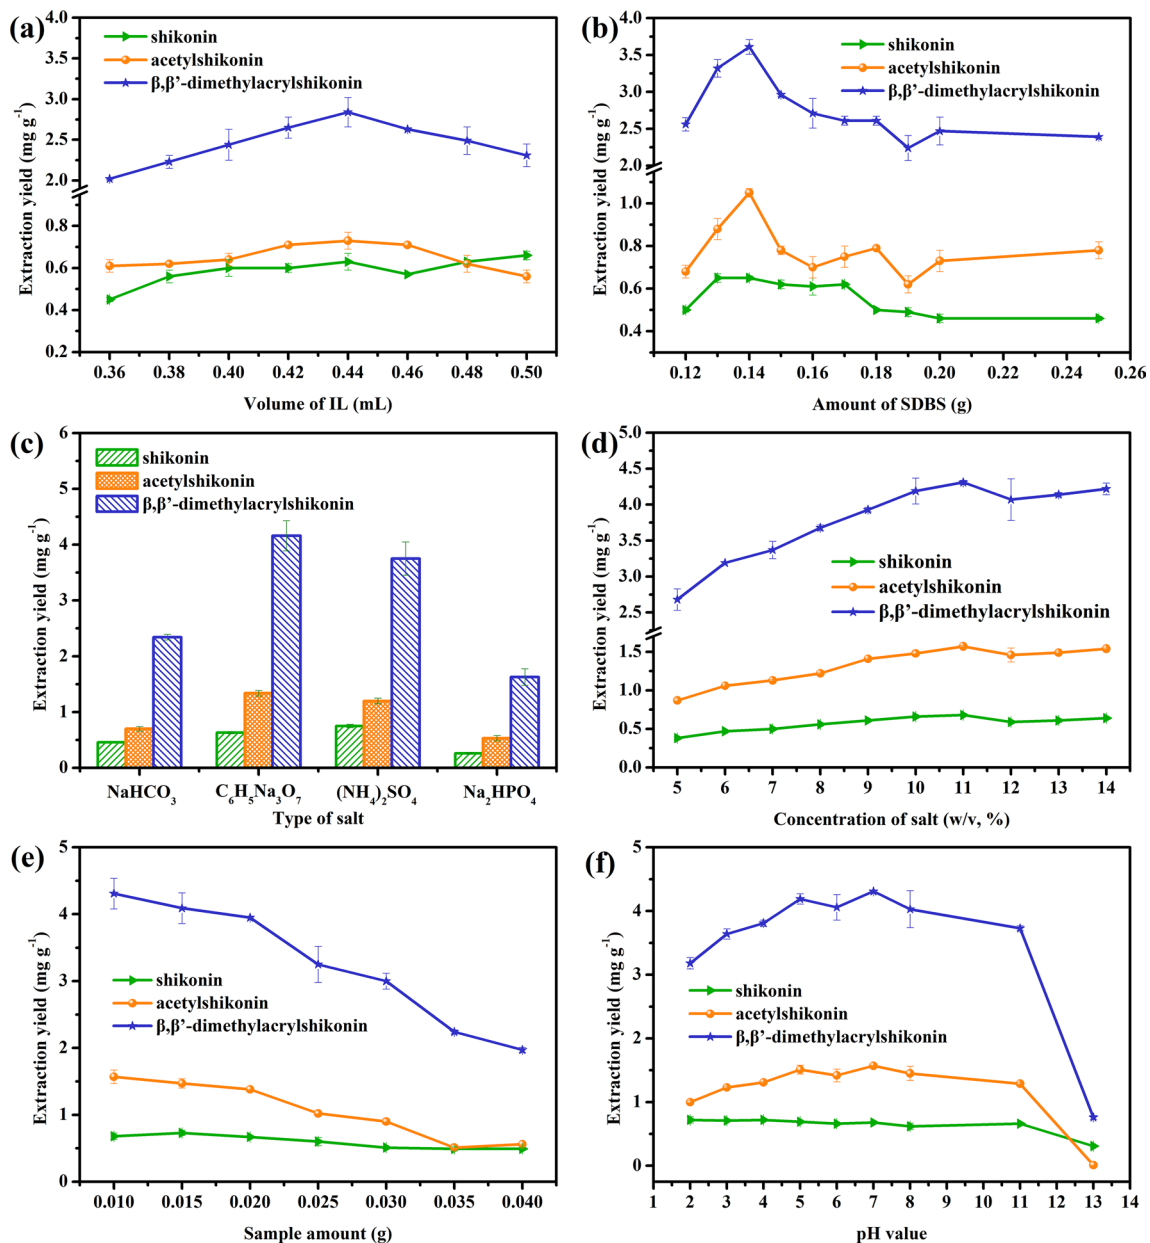 (a)
shikonin
acetylshikonin
β,β’-dimethylacrylshikonin
Extraction yield (mg g-1)
4.0
3.5
3.0
2.5
2.0
0.8
0.6
0.4
0.2
0.36 0.38 0.40 0.42 0.44 0.46 0.48 0.50
Volume of IL (mL)
(b)
shikonin
acetylshikonin
β,β’-dimethylacrylshikonin
Extraction yield (mg g-1)
4.0
3.5
3.0
2.5
2.0
1.0
0.8
0.6
0.4
0.12 0.14 0.16 0.18 0.20 0.22 0.24 0.26
Amount of SDBS (g)
(c)
shikonin
acetylshikonin
β,β’-dimethylacrylshikonin
Extraction yield (mg g-1)
6
5
4
3
2
1
0
NaHCO3 C6H5Na3O7 (NH4)2SO4 Na2HPO4
Type of salt
(d)
shikonin
acetylshikonin
β,β’-dimethylacrylshikonin
Extraction yield (mg g-1)
5.0
4.5
4.0
3.5
3.0
2.5
1.5
1.0
0.5
0.0
5 6 7 8 9 10 11 12 13 14
Concentration of salt (w/v, %)
(e)
shikonin
acetylshikonin
β,β’-dimethylacrylshikonin
Extraction yield (mg g-1)
5
4
3
2
1
0
0.010 0.015 0.020 0.025 0.030 0.035 0.040
Sample amount (g)
(f)
shikonin
acetylshikonin
β,β’-dimethylacrylshikonin
Extraction yield (mg g-1)
5
4
3
2
1
0
1 2 3 4 5 6 7 8 9 10 11 12 13 14
pH value